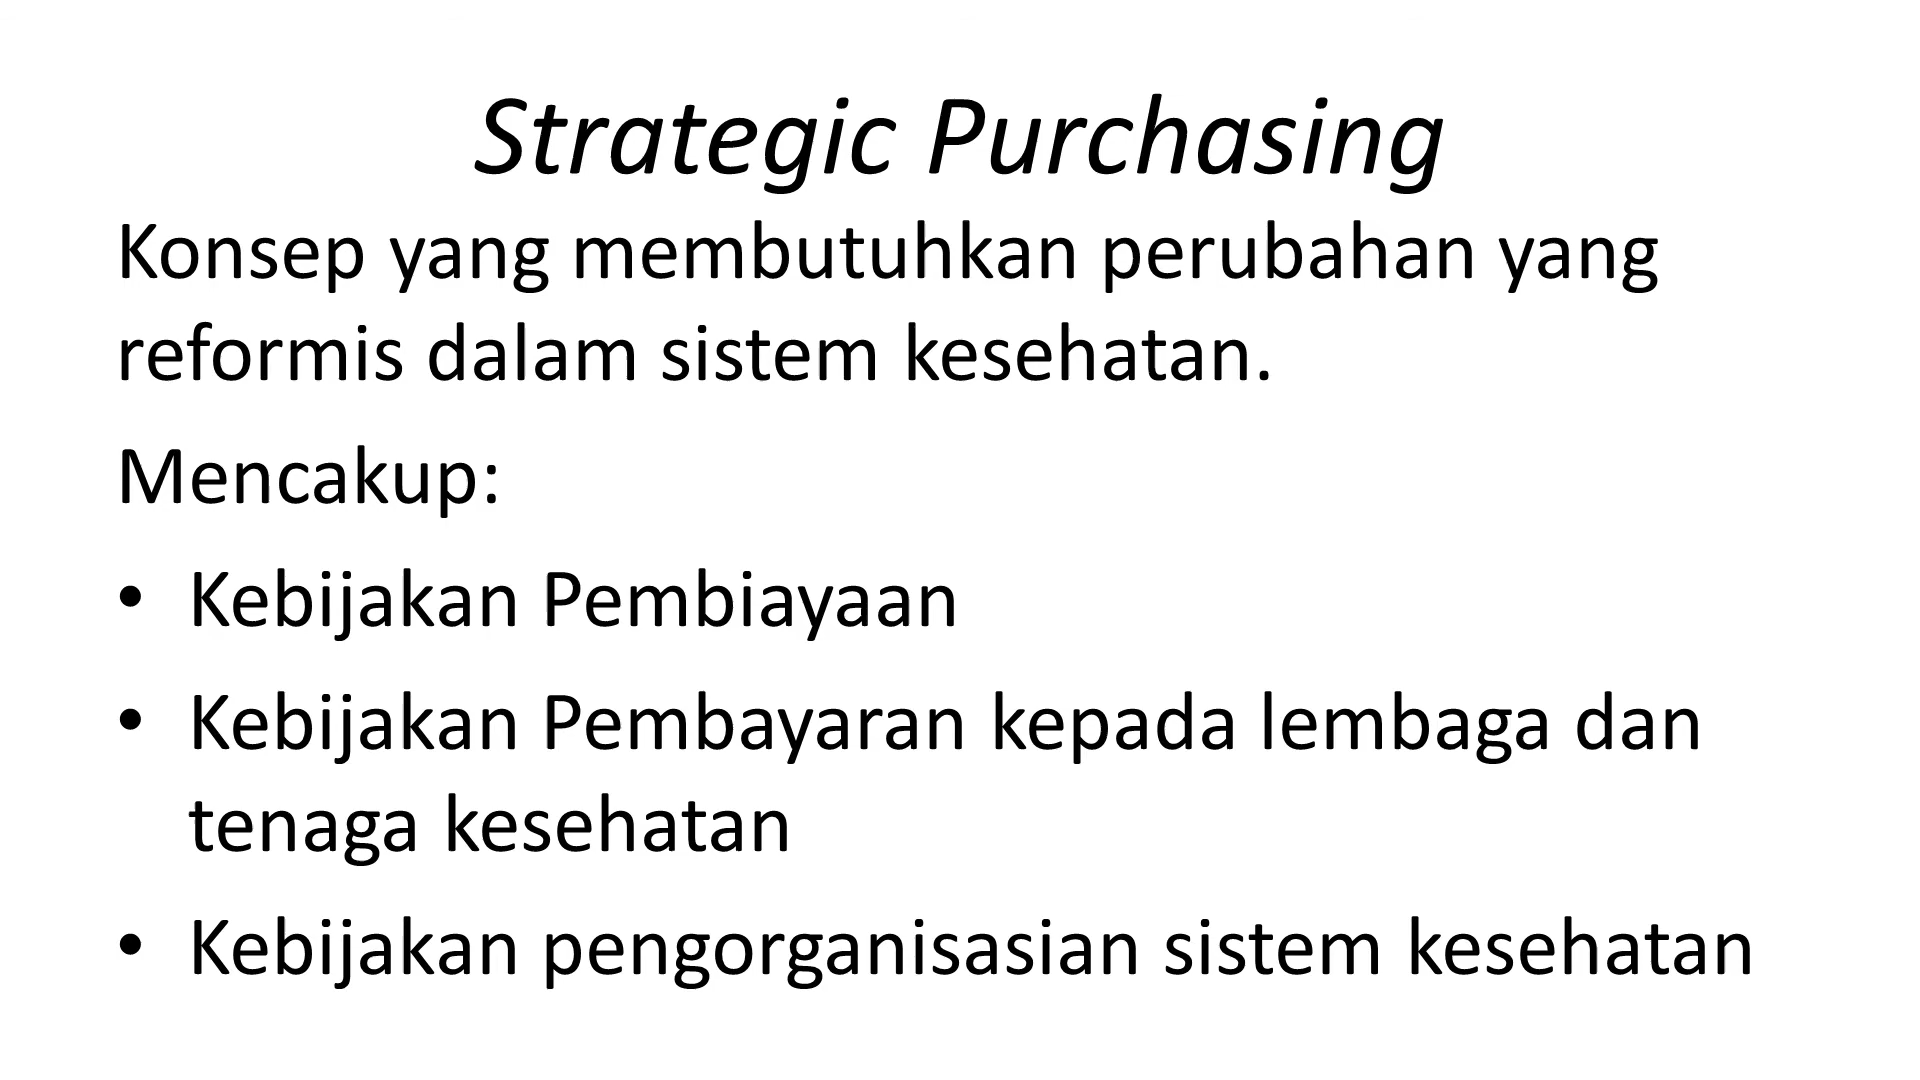 Strategic Purchasing
Konsep yang membutuhkan perubahan yang
reformis dalam sistem kesehatan.
Mencakup:
• Kebijakan Pembiayaan
• Kebijakan Pembayaran kepada lembaga dan
tenaga kesehatan
• Kebijakan pengorganisasian sistem kesehatan